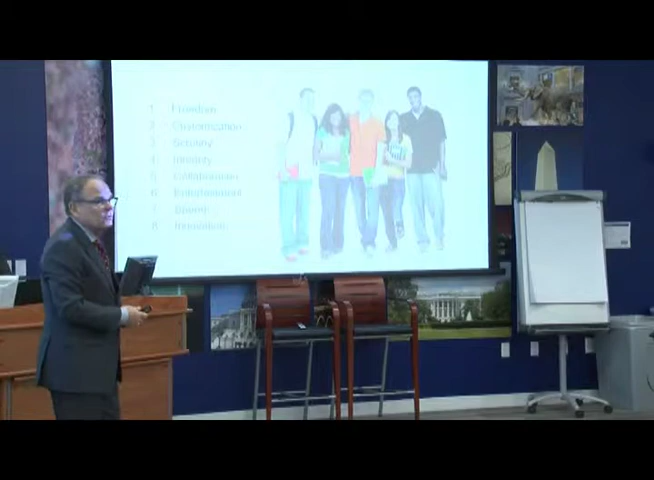 1. Freedom
2. Customization
3. Scrutiny
4. Integrity
5. Collaboration
6. Entertainment
7. Speed
8. Innovation